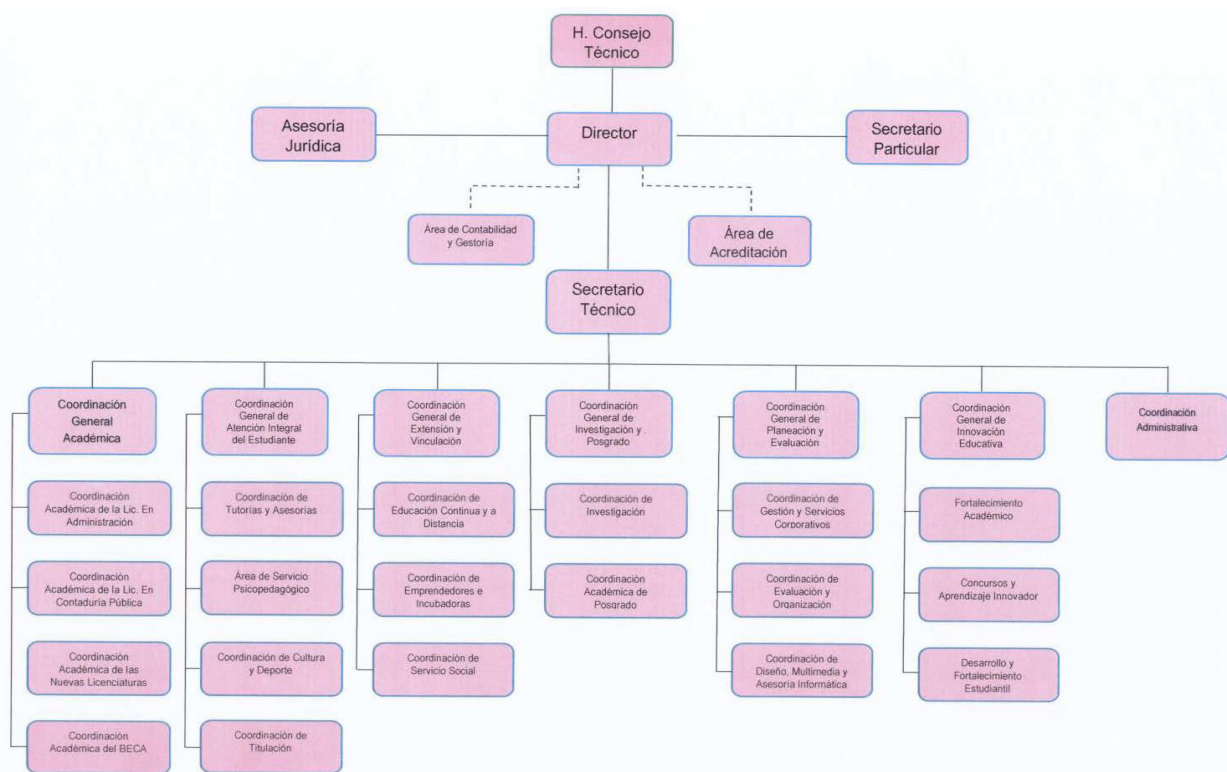 H. Consejo
Técnico
Asesoría
Jurídica
Director
Secretario
Particular
Área de Contabilidad
y Gestoría
Área de
Acreditación
Secretario
Técnico
Coordinación
General
Académica
Coordinación
General de
Atención Integral
del Estudiante
Coordinación
General de
Extensión y
Vinculación
Coordinación
General de
Investigación y .
Posgrado
Coordinación
General de
Planeación y
Evaluación
Coordinación
General de
Innovación
Educativa
Coordinación
Administrativa
Coordinación
Académica de la Lic. En
Administración
Coordinación de
Tutorías y Asesorías
Coordinación de
Educación Continua y a
Distancia
Coordinación de
Investigación
Coordinación de
Gestión y Servicios
Corporativos
Fortalecimiento
Académico
Coordinación
Académica de la Lic. En
Contaduría Pública
Área de Servicio
Psicopedagógico
Coordinación de
Emprendedores e
Incubadoras
Coordinación
Académica de
Posgrado
Coordinación de
Evaluación y
Organización
Concursos y
Aprendizaje Innovador
Coordinación
Académica de las
Nuevas Licenciaturas
Coordinación de Cultura
y Deporte
Coordinación de
Servicio Social
Coordinación de
Diseño, Multimedia y
Asesoría Informática
Desarrollo y
Fortalecimiento
Estudiantil
Coordinación
Académica del BECA
Coordinación de
Titulación